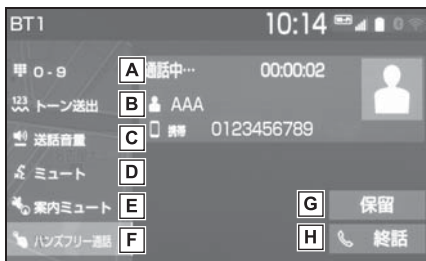 BT1 10:14
0-9 A 通話中… 00:00:02
123 トーン送出 B AAA
送話音量 C 携帯 0123456789
ミュート D
案内ミュート E G 保留
ハンズフリー通話 F H 終話